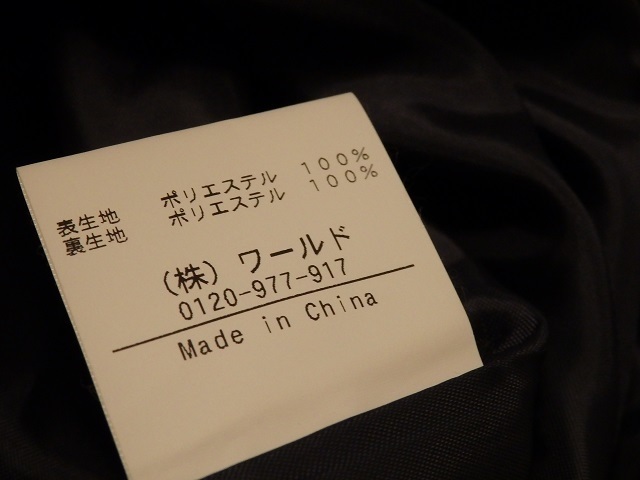 表生地 ポリエステル 100%
裏生地 ポリエステル 100%
(株) ワールド
0120-977-917
Made in China